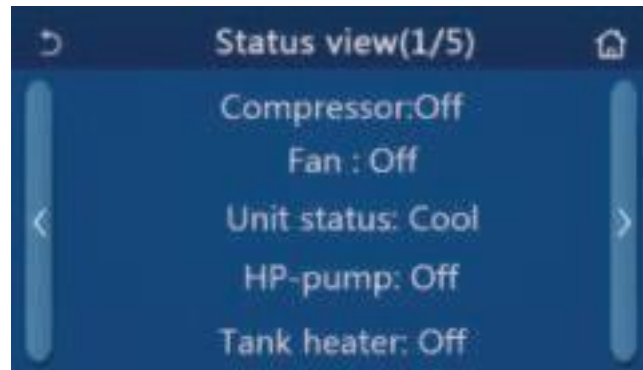 Status view(1/5)
Compressor:Off
Fan : Off
Unit status: Cool
HP-pump: Off
Tank heater: Off